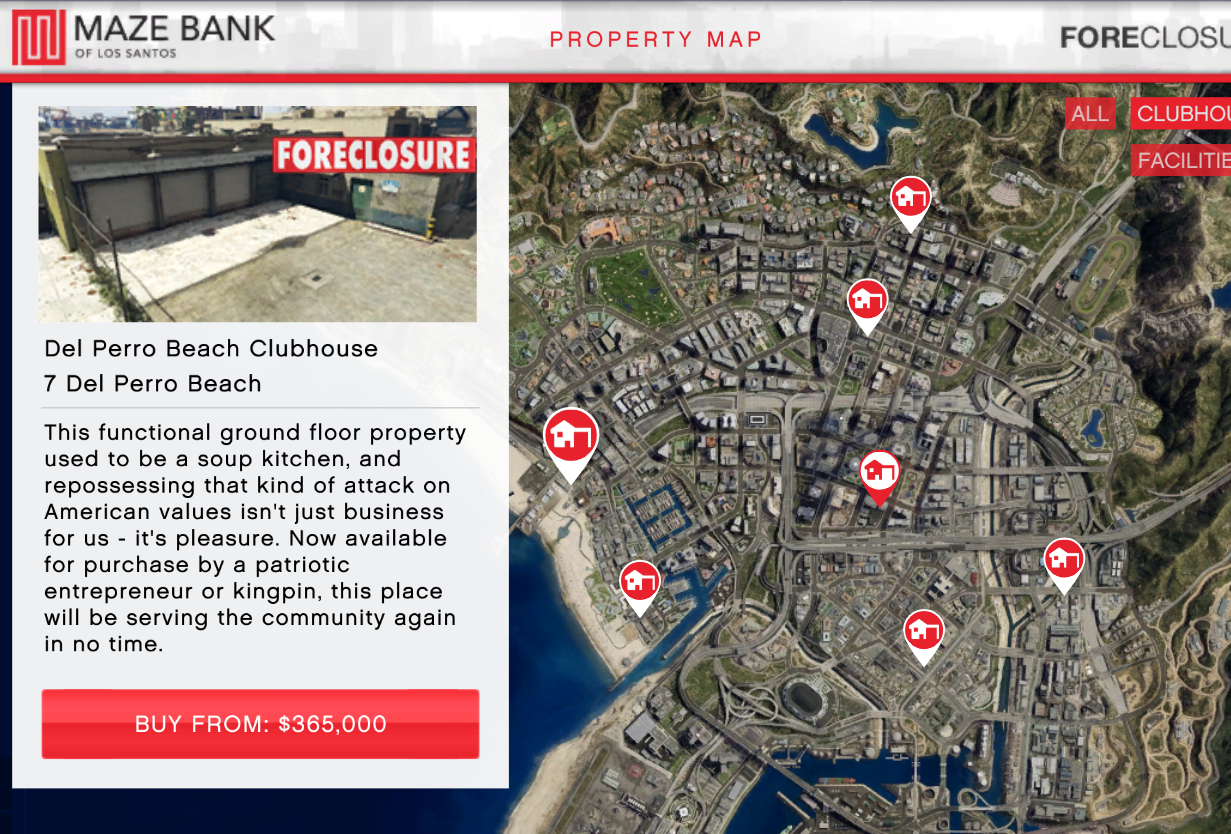 MAZE BANK
OF LOS SANTOS
PROPERTY MAP
FORECLOSU
ALL
CLUBHOU
FACILITIE
FORECLOSURE
Del Perro Beach Clubhouse
7 Del Perro Beach
This functional ground floor property
used to be a soup kitchen, and
repossessing that kind of attack on
American values isn't just business
for us - it's pleasure. Now available
for purchase by a patriotic
entrepreneur or kingpin, this place
will be serving the community again
in no time.
BUY FROM: $365,000